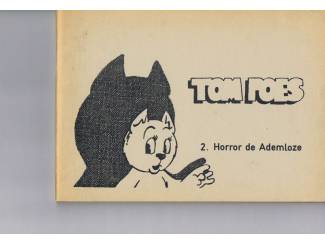 TOM POES
2. Horror de Ademloze